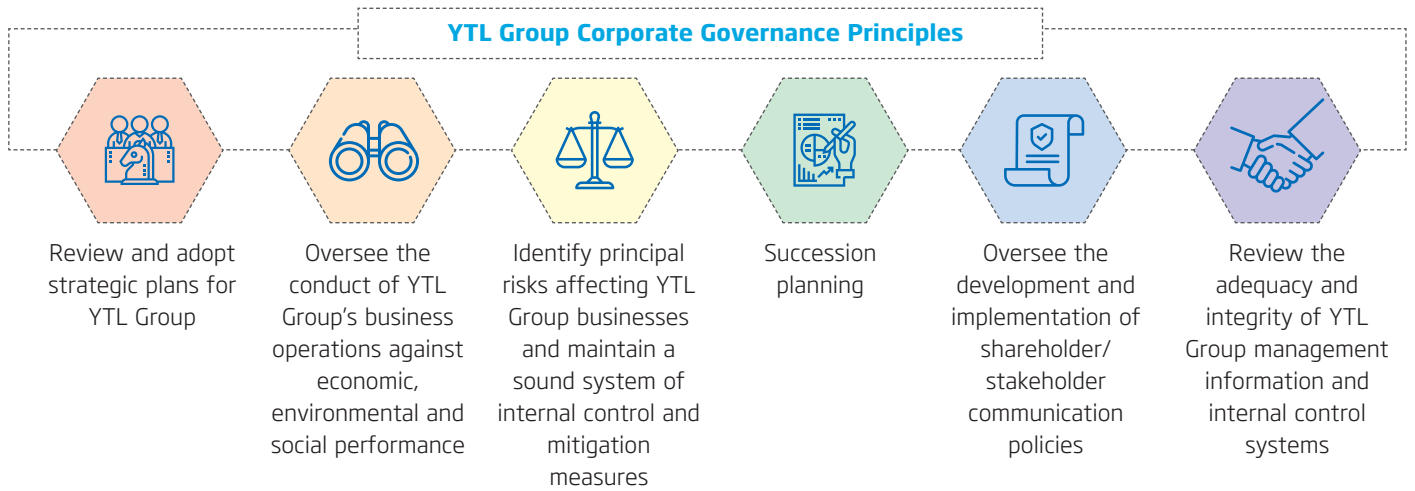 YTL Group Corporate Governance Principles
Review and adopt
strategic plans for
YTL Group
Oversee the
conduct of YTL
Group's business
operations against
economic,
environmental and
social performance
Identify principal
risks affecting YTL
Group businesses
and maintain a
sound system of
internal control and
mitigation
measures
Succession
planning
Oversee the
development and
implementation of
shareholder/
stakeholder
communication
policies
Review the
adequacy and
integrity of YTL
Group management
information and
internal control
systems